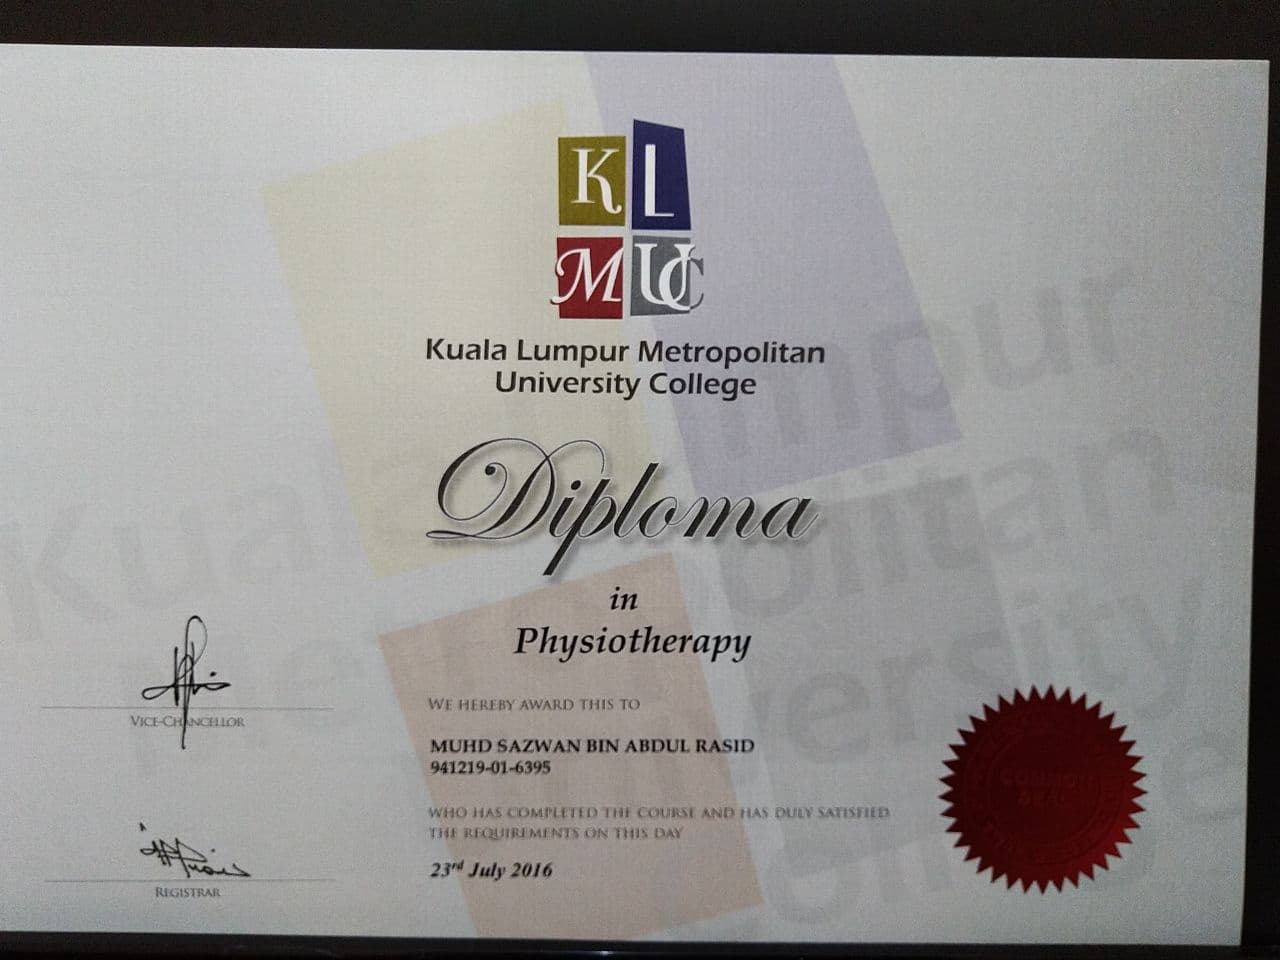 KL
MUC
Kuala Lumpur Metropolitan
University College
Diploma
in
Physiotherapy
WE HEREBY AWARD THIS TO
MUHD SAZWAN BIN ABDUL RASID
941219-01-6395
WHO HAS COMPLETED THE COURSE AND HAS DULY SATISFIED
THE REQUIREMENTS ON THIS DAY
23rd July 2016
VICE-CHANCELLOR
REGISTRAR
COMMON
SEAL